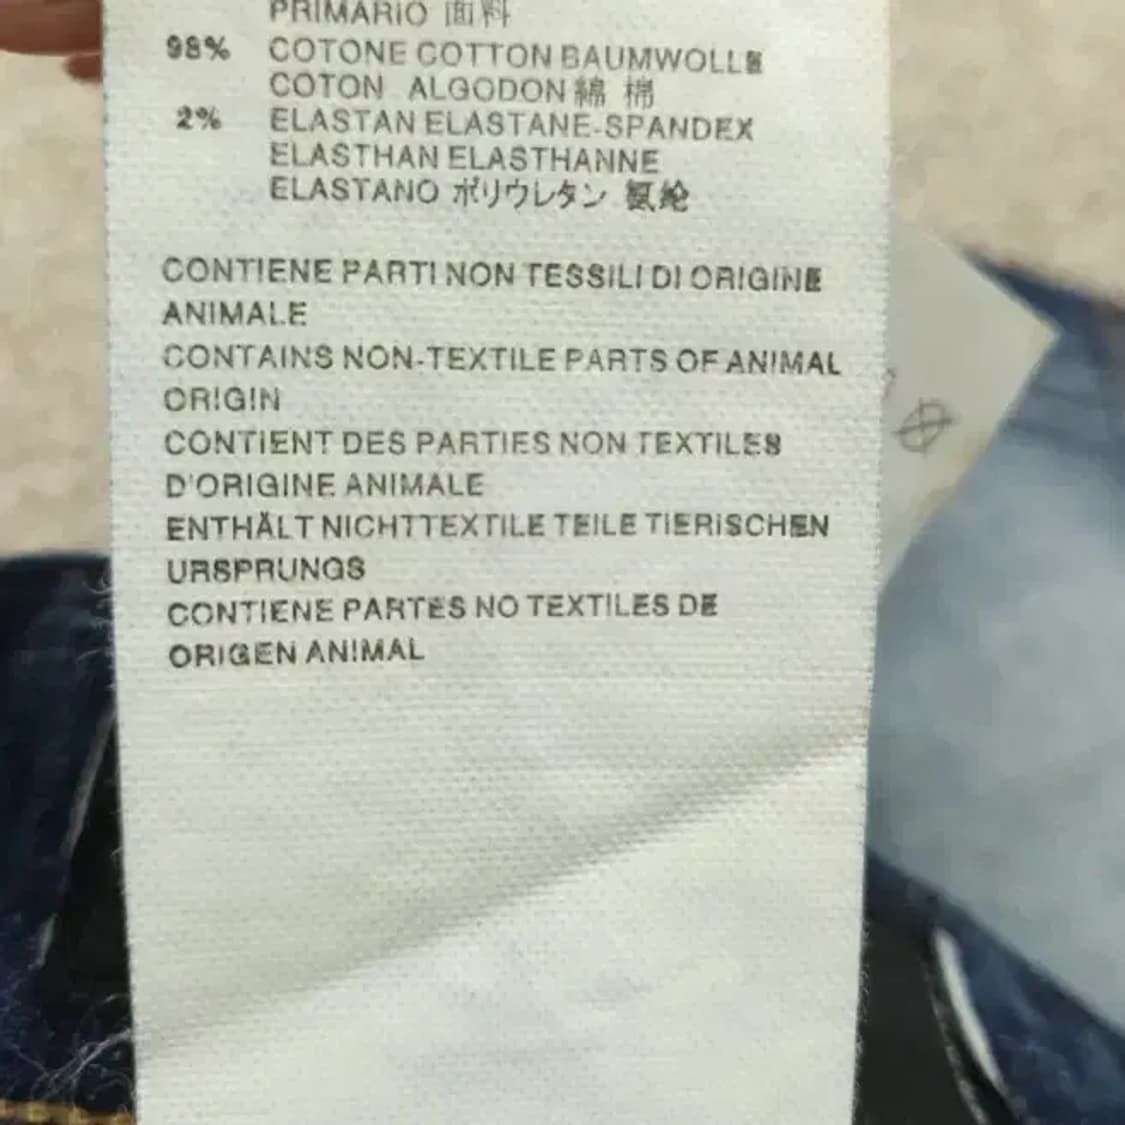 PRIMARIO 面料
98% COTONE COTTON BAUMWOLLE
COTON ALGODON 綿 棉
2% ELASTAN ELASTANE-SPANDEX
ELASTHAN ELASTHANNE
ELASTANO ポリウレタン 氨纶
CONTIENE PARTI NON TESSILI DI ORIGINE
ANIMALE
CONTAINS NON-TEXTILE PARTS OF ANIMAL
ORIGIN
CONTIENT DES PARTIES NON TEXTILES
D'ORIGINE ANIMALE
ENTHÄLT NICHTTEXTILE TEILE TIERISCHEN
URSPRUNGS
CONTIENE PARTES NO TEXTILES DE
ORIGEN ANIMAL